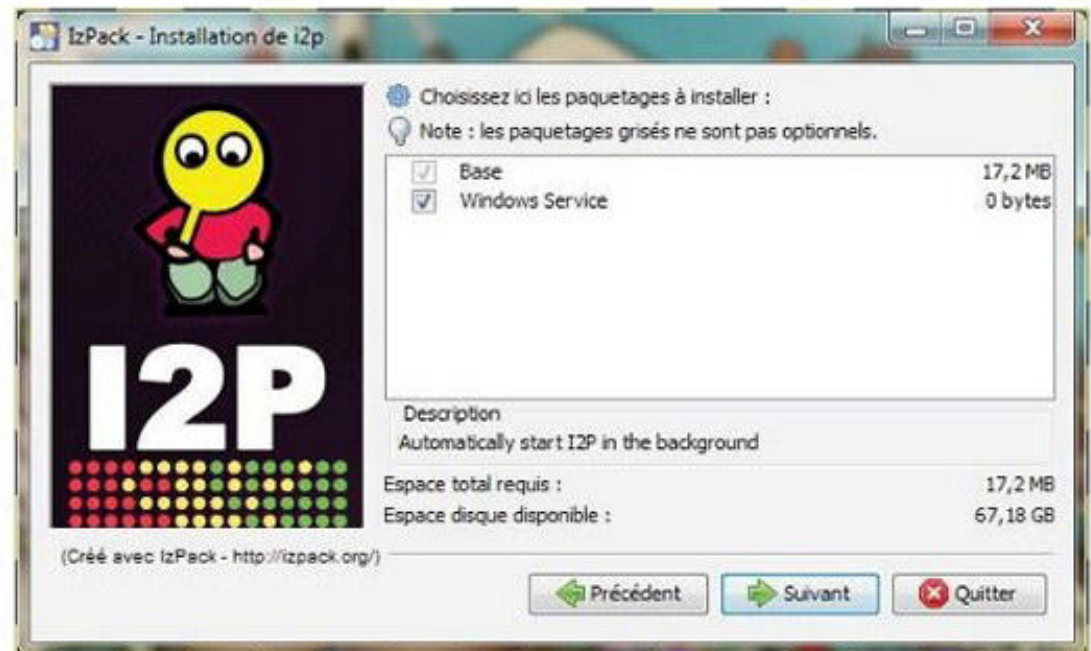 IzPack - Installation de i2p
Choisissez ici les paquetages à installer :
Note : les paquetages grisés ne sont pas optionnels.
Base 17,2 MB
Windows Service 0 bytes
I2P
Description
Automatically start I2P in the background
Espace total requis : 17,2 MB
Espace disque disponible : 67,18 GB
(Créé avec IzPack - http://izpack.org/)
Précédent Suivant Quitter